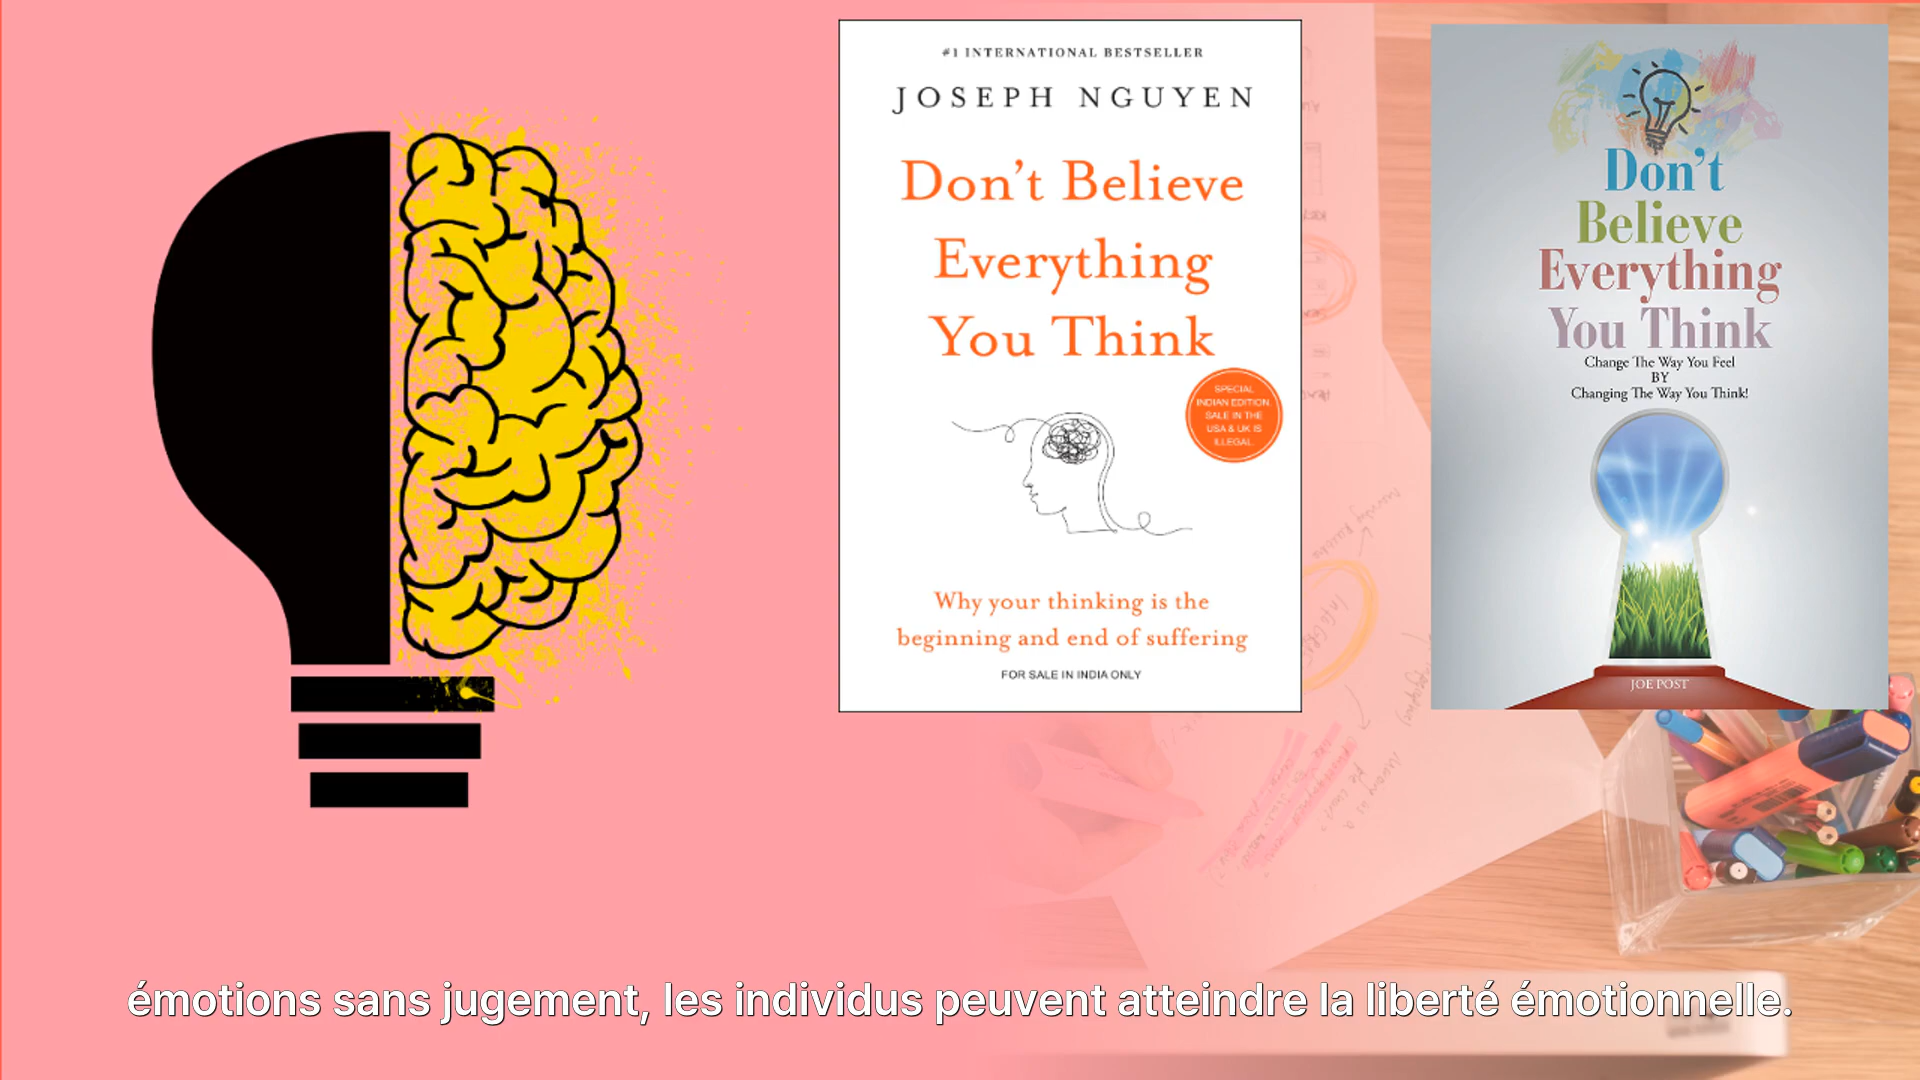 #1 INTERNATIONAL BESTSELLER
JOSEPH NGUYEN
Don't Believe
Everything
You Think
SPECIAL
INDIAN EDITION.
SALE IN THE
USA & UK IS
ILLEGAL
Why your thinking is the
beginning and end of suffering
FOR SALE IN INDIA ONLY
Don't
Believe
Everything
You Think
Change The Way You Feel
BY
Changing The Way You Think!
JOE POST
émotions sans jugement, les individus peuvent atteindre la liberté émotionnelle.